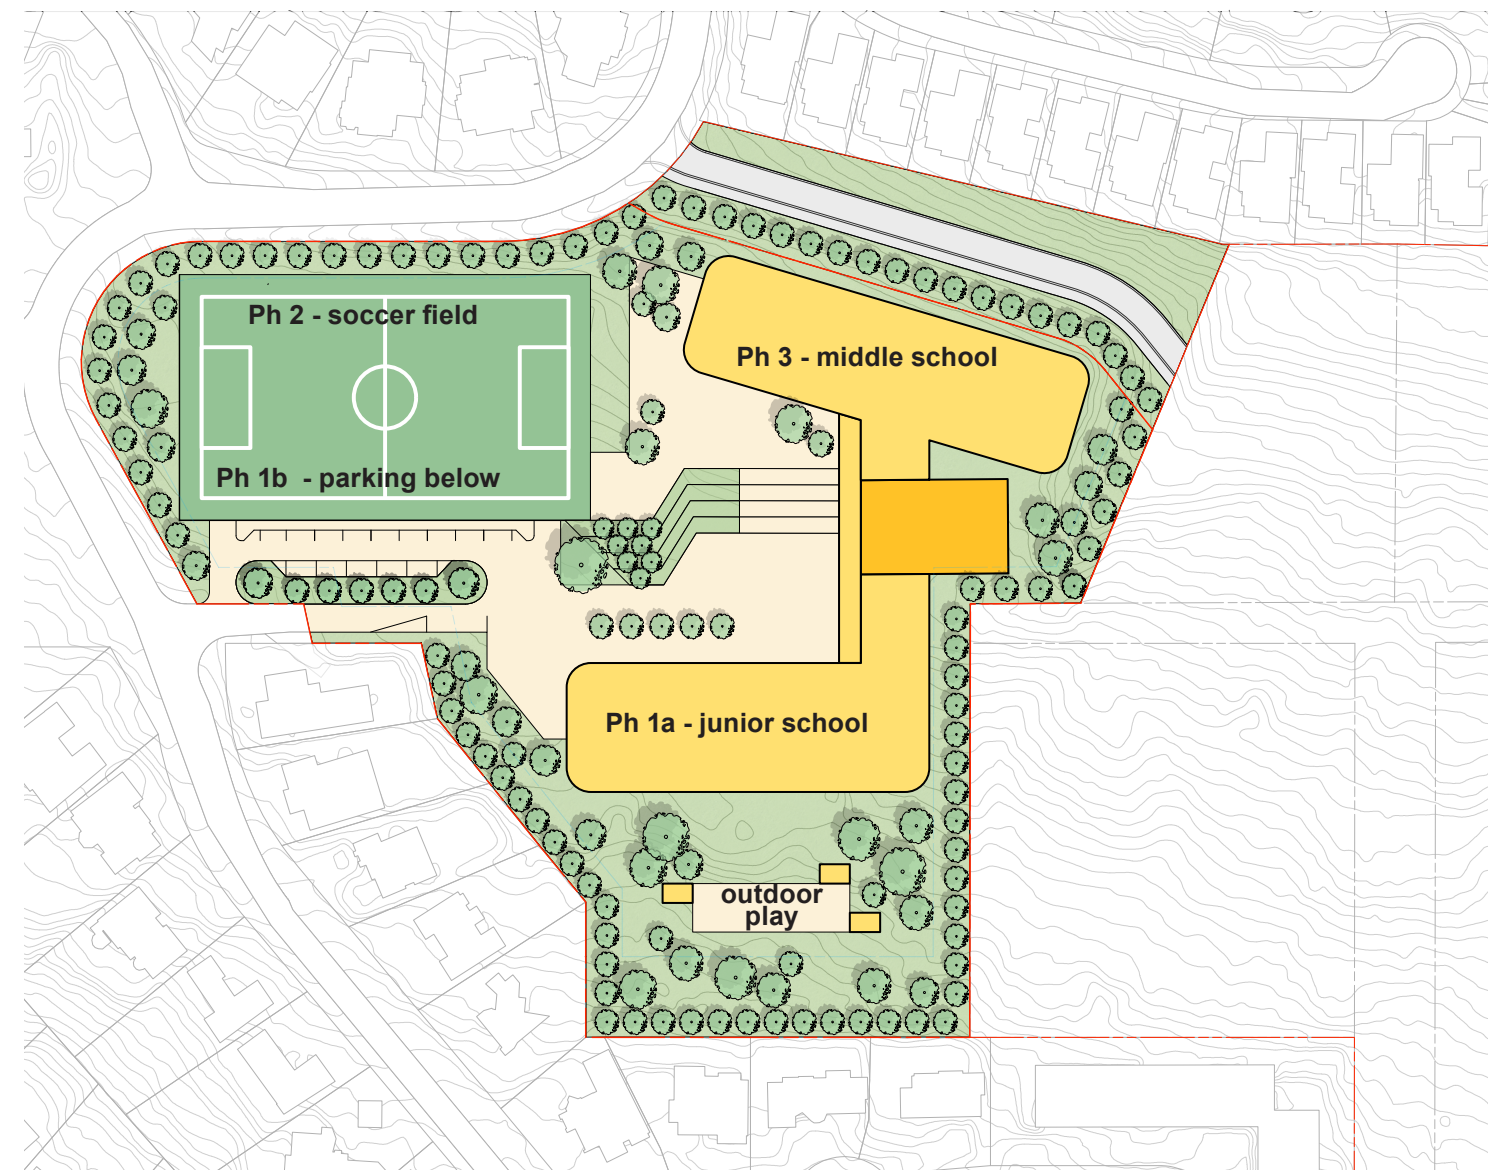 Ph 2 - soccer field
Ph 3 - middle school
Ph 1b - parking below
Ph 1a - junior school
outdoor
play